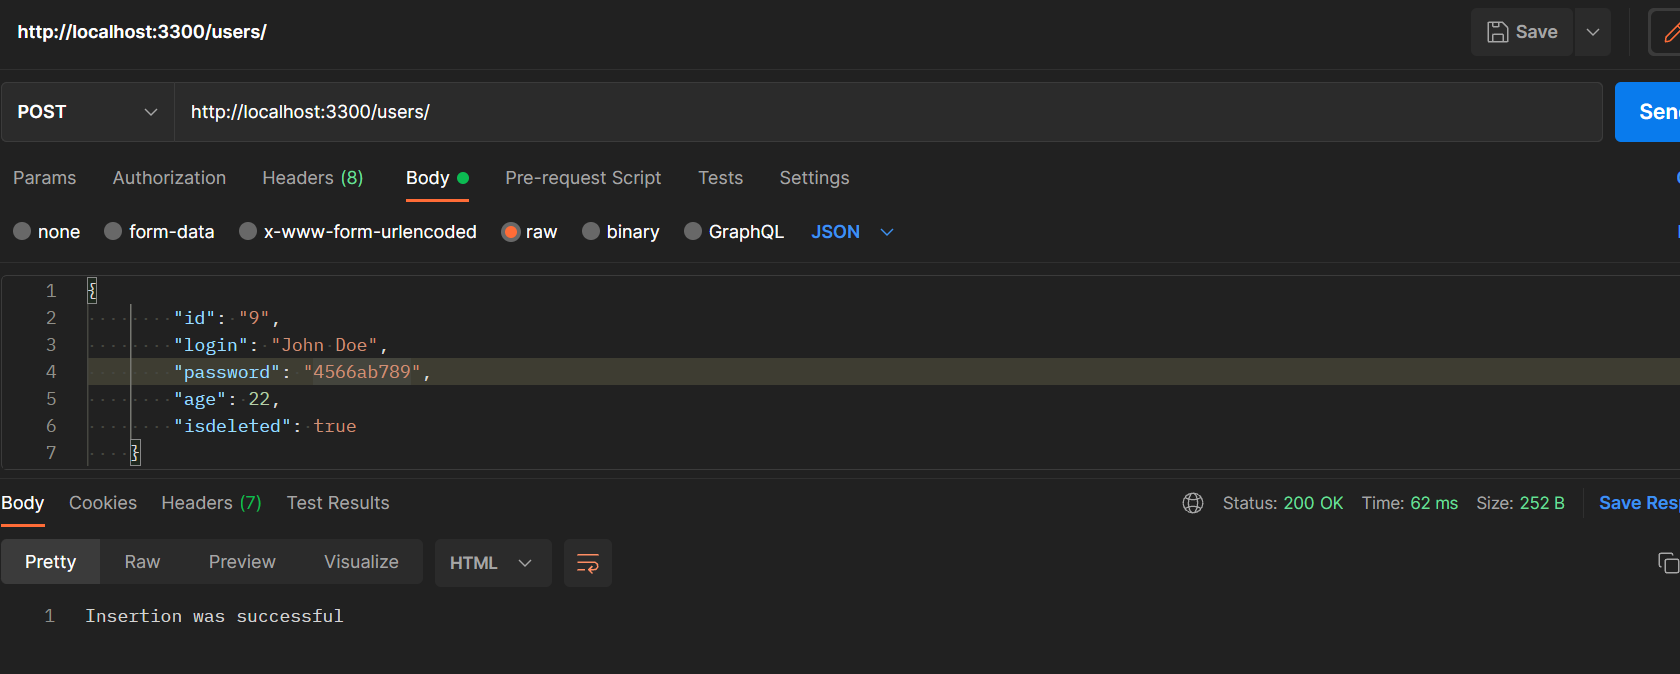 http://localhost:3300/users/
Save
POST
http://localhost:3300/users/
Params Authorization Headers (8) Body Pre-request Script Tests Settings
none form-data x-www-form-urlencoded raw binary GraphQL JSON
1 {
2 "id": "9",
3 "login": "John Doe",
4 "password": "4566ab789",
5 "age": 22,
6 "isdeleted": true
7 }
Body Cookies Headers (7) Test Results Status: 200 OK Time: 62 ms Size: 252 B Save
Pretty Raw Preview Visualize HTML
1 Insertion was successful